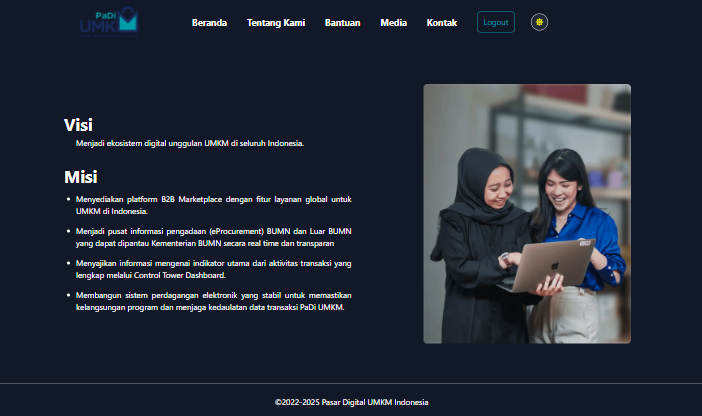 PaDi
UMKM
Beranda
Tentang Kami
Bantuan
Media
Kontak
Logout
Visi
Menjadi ekosistem digital unggulan UMKM di seluruh Indonesia.
Misi
Menyediakan platform B2B Marketplace dengan fitur layanan global untuk
UMKM di Indonesia.
Menjadi pusat informasi pengadaan (eProcurement) BUMN dan Luar BUMN
yang dapat dipantau Kementerian BUMN secara real time dan transparan
Menyajikan informasi mengenai indikator utama dari aktivitas transaksi yang
lengkap melalui Control Tower Dashboard.
Membangun sistem perdagangan elektronik yang stabil untuk memastikan
kelangsungan program dan menjaga kedaulatan data transaksi PaDi UMKM.
©2022-2025 Pasar Digital UMKM Indonesia